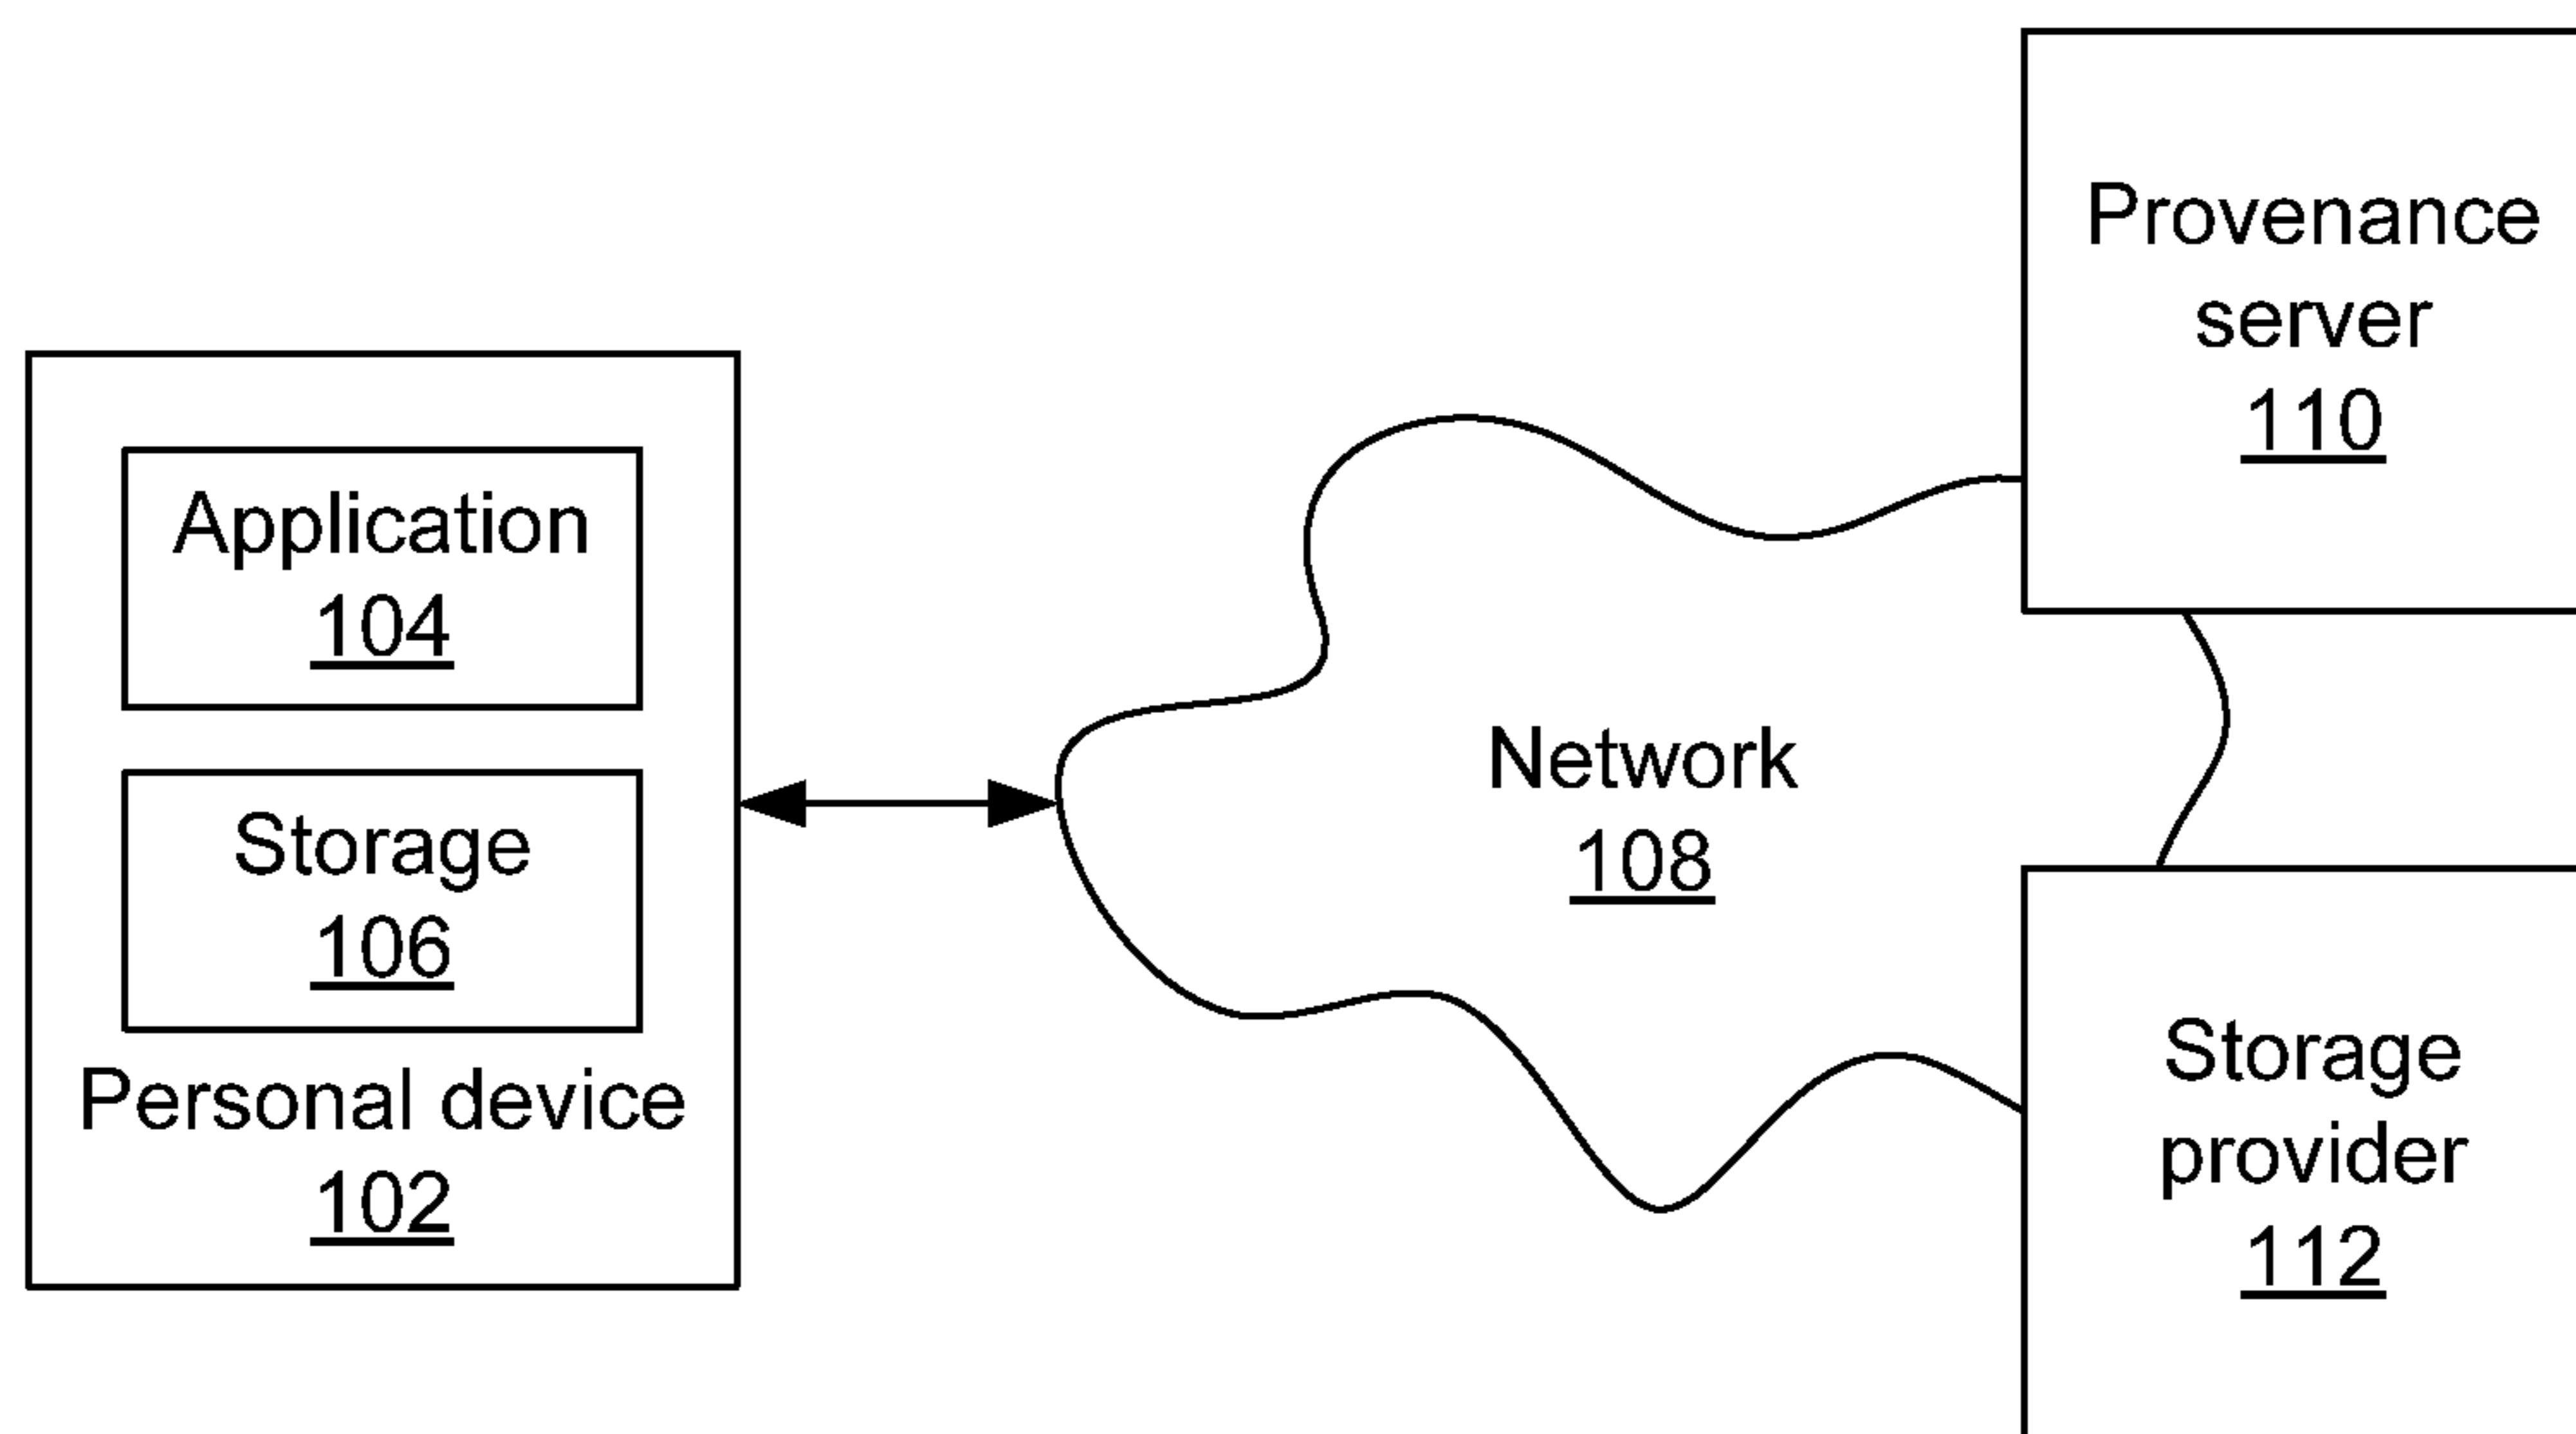 Application
104
Storage
106
Personal device
102
Network
108
Provenance
server
110
Storage
provider
112